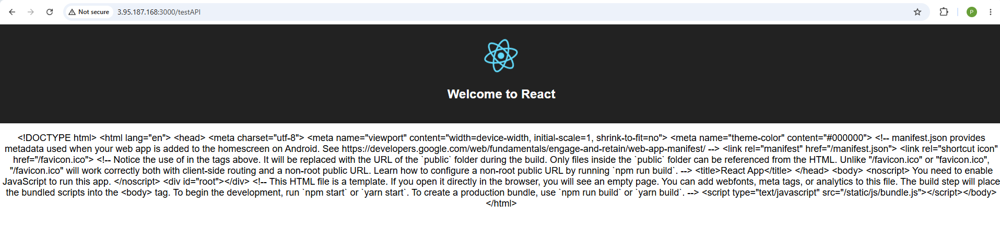 Not secure
3.95.187.168:3000/testAPI
P
Welcome to React
<!DOCTYPE html> <html lang="en"> <head> <meta charset="utf-8"> <meta name="viewport" content="width=device-width, initial-scale=1, shrink-to-fit=no"> <meta name="theme-color" content="#000000"> <!-- manifest.json provides
metadata used when your web app is added to the homescreen on Android. See https://developers.google.com/web/fundamentals/engage-and-retain/web-app-manifest/ --> <link rel="manifest" href="/manifest.json"> <link rel="shortcut icon"
href="/favicon.ico"> <!-- Notice the use of in the tags above. It will be replaced with the URL of the `public` folder during the build. Only files inside the `public` folder can be referenced from the HTML. Unlike "/favicon.ico" or "favicon.ico",
"/favicon.ico" will work correctly both with client-side routing and a non-root public URL. Learn how to configure a non-root public URL by running `npm run build`. --> <title>React App</title> </head> <body> <noscript> You need to enable
JavaScript to run this app. </noscript> <div id="root"></div> <!-- This HTML file is a template. If you open it directly in the browser, you will see an empty page. You can add webfonts, meta tags, or analytics to this file. The build step will place
the bundled scripts into the <body> tag. To begin the development, run `npm start` or `yarn start`. To create a production bundle, use `npm run build` or `yarn build`. --> <script type="text/javascript" src="/static/js/bundle.js"></script></body>
</html>